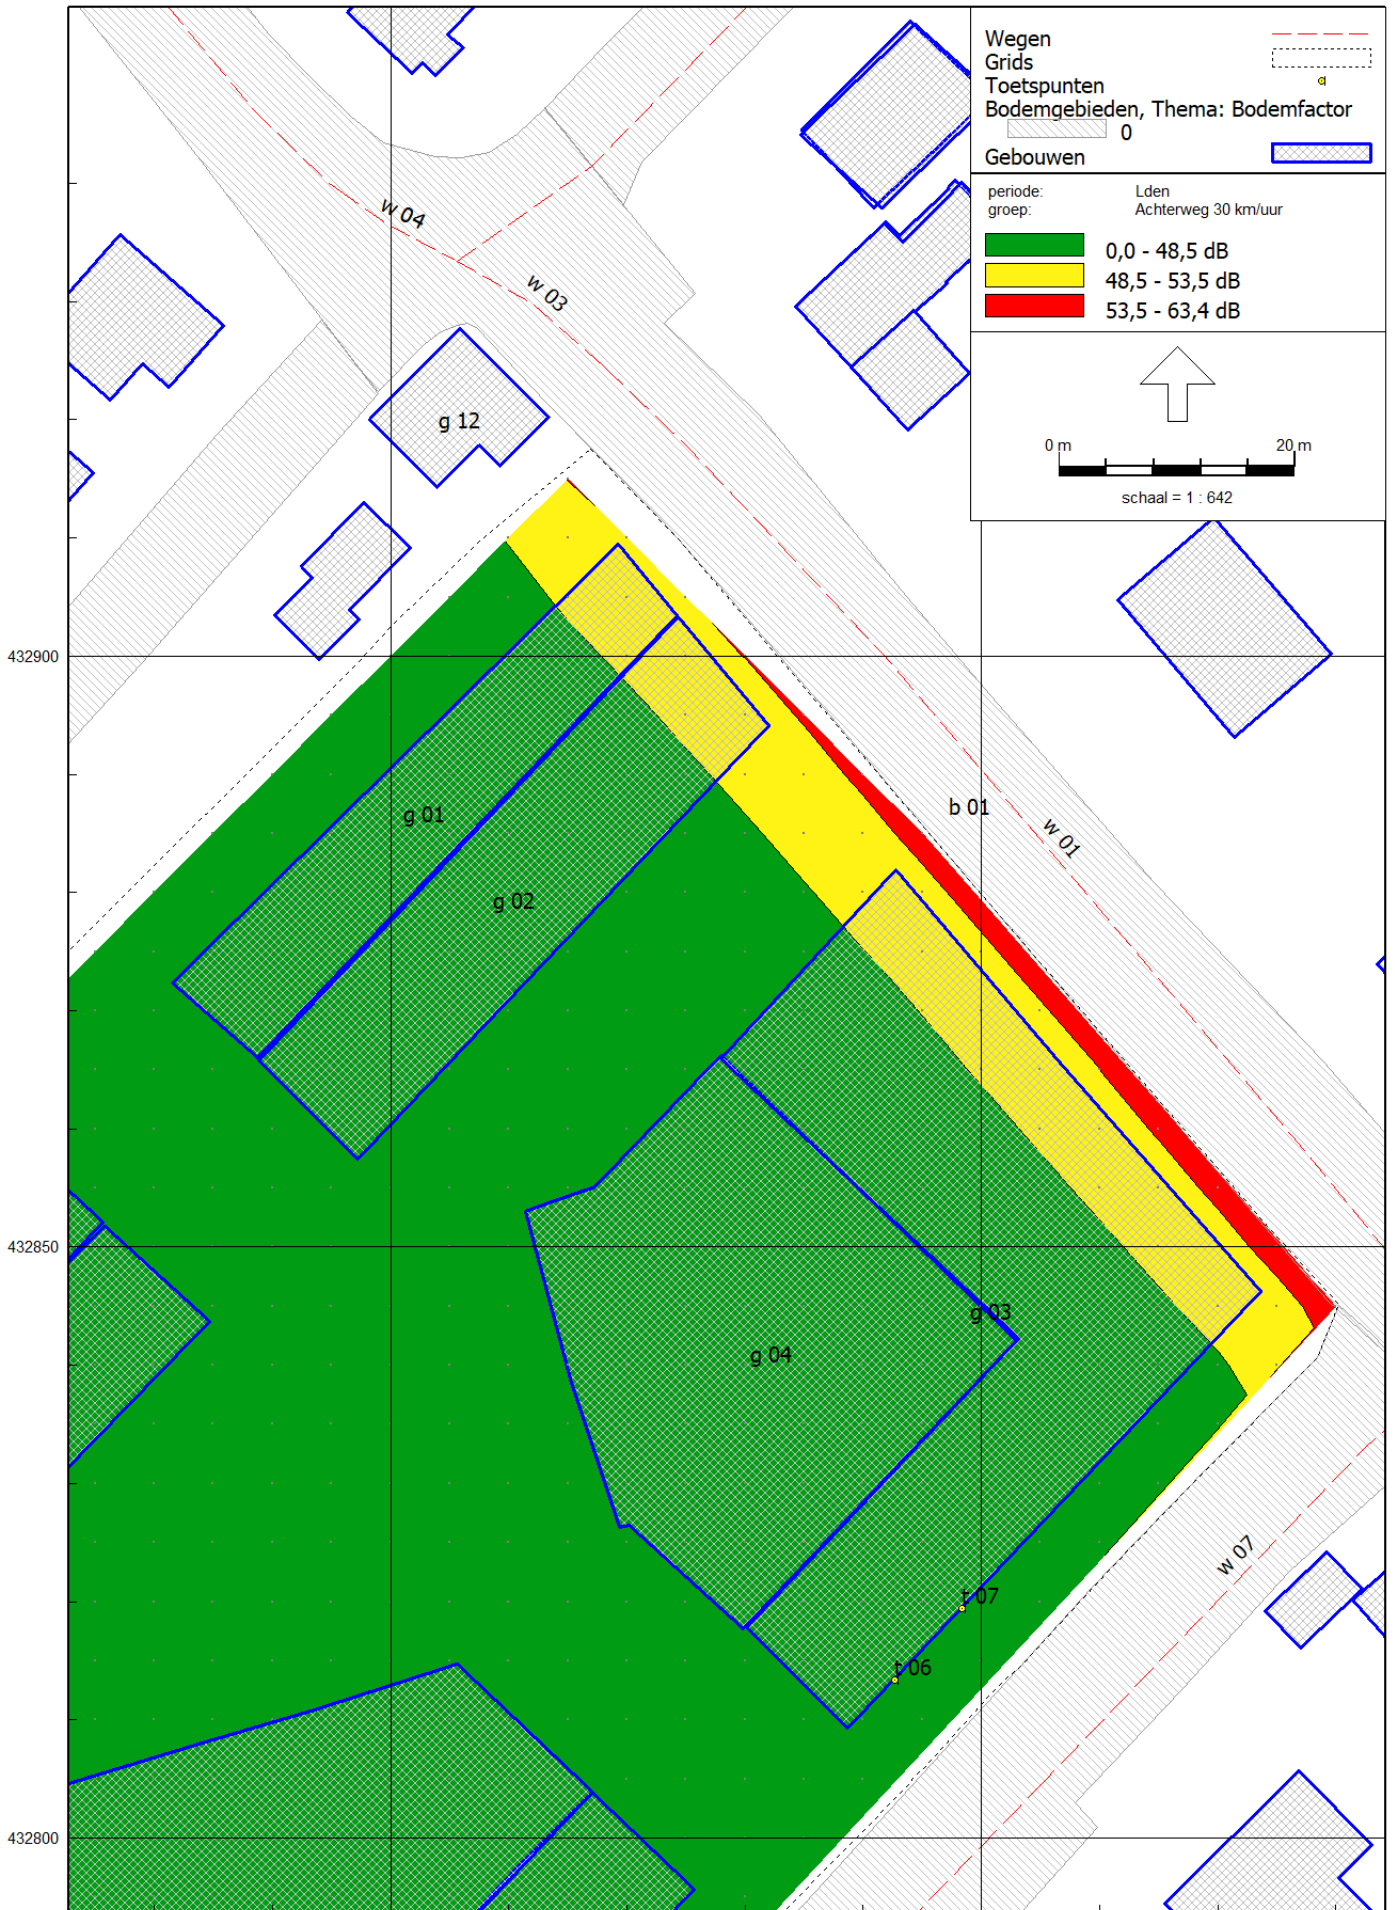 Wegen
Grids
Toetspunten
Bodemgebieden, Thema: Bodemfactor
0
Gebouwen
periode: Lden
groep: Achterweg 30 km/uur
0,0 - 48,5 dB
48,5 - 53,5 dB
53,5 - 63,4 dB
0 m 20 m
schaal = 1 : 642
w 04
w 03
g 12
432900
b 01
w 01
g 01
g 02
432850
g 03
g 04
w 07
t 07
t 06
432800